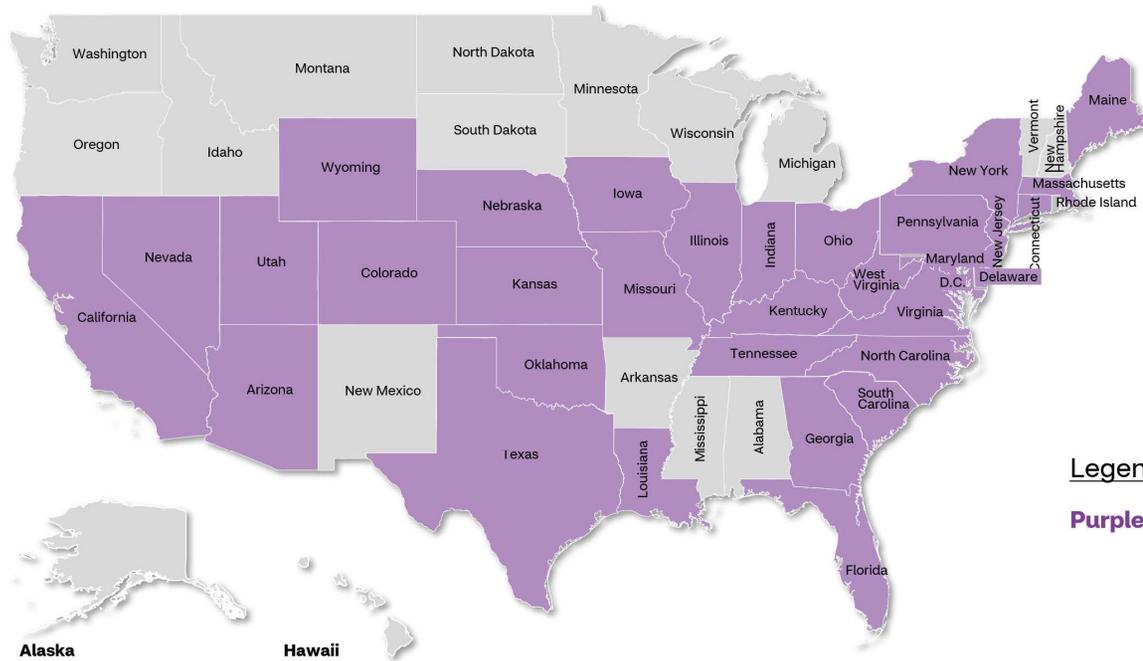 Washington
Montana
North Dakota
Minnesota
Oregon
Idaho
South Dakota
Wisconsin
Michigan
Wyoming
Vermont
New
Hampshire
Maine
New York
Massachusetts
Rhode Island
Connecticut
Nebraska
Iowa
Pennsylvania
New Jersey
Nevada
Utah
Colorado
Illinois
Indiana
Ohio
Maryland
Delaware
D.C.
West
Virginia
Kansas
Missouri
California
Kentucky
Virginia
Tennessee
North Carolina
Oklahoma
Arkansas
Arizona
New Mexico
South
Carolina
Mississippi
Alabama
Georgia
Texas
Louisiana
Legen
Purple
Florida
Alaska
Hawaii